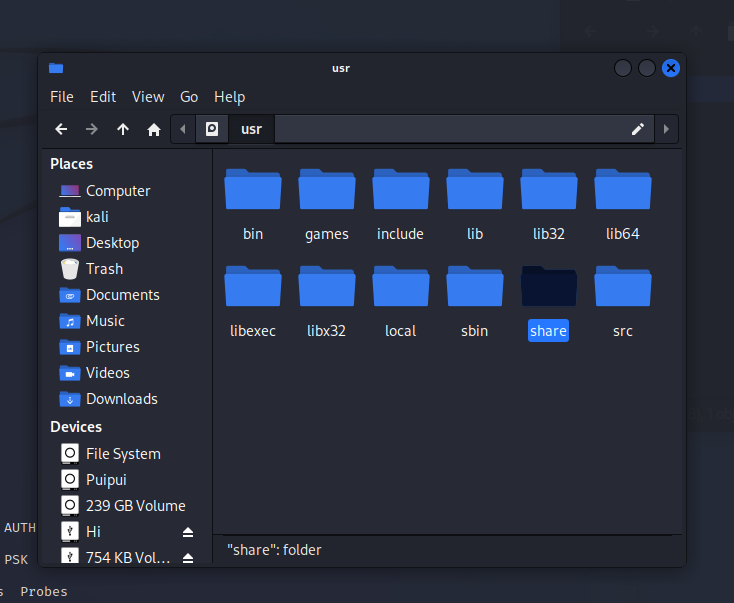 usr
File Edit View Go Help
usr
Places
Computer
kali
Desktop
Trash
Documents
Music
Pictures
Videos
Downloads
Devices
File System
Puipui
239 GB Volume
Hi
754 KB Vol...
bin games include lib lib32 lib64
libexec libx32 local sbin share src
"share": folder
AUTH
PSK
s Probes